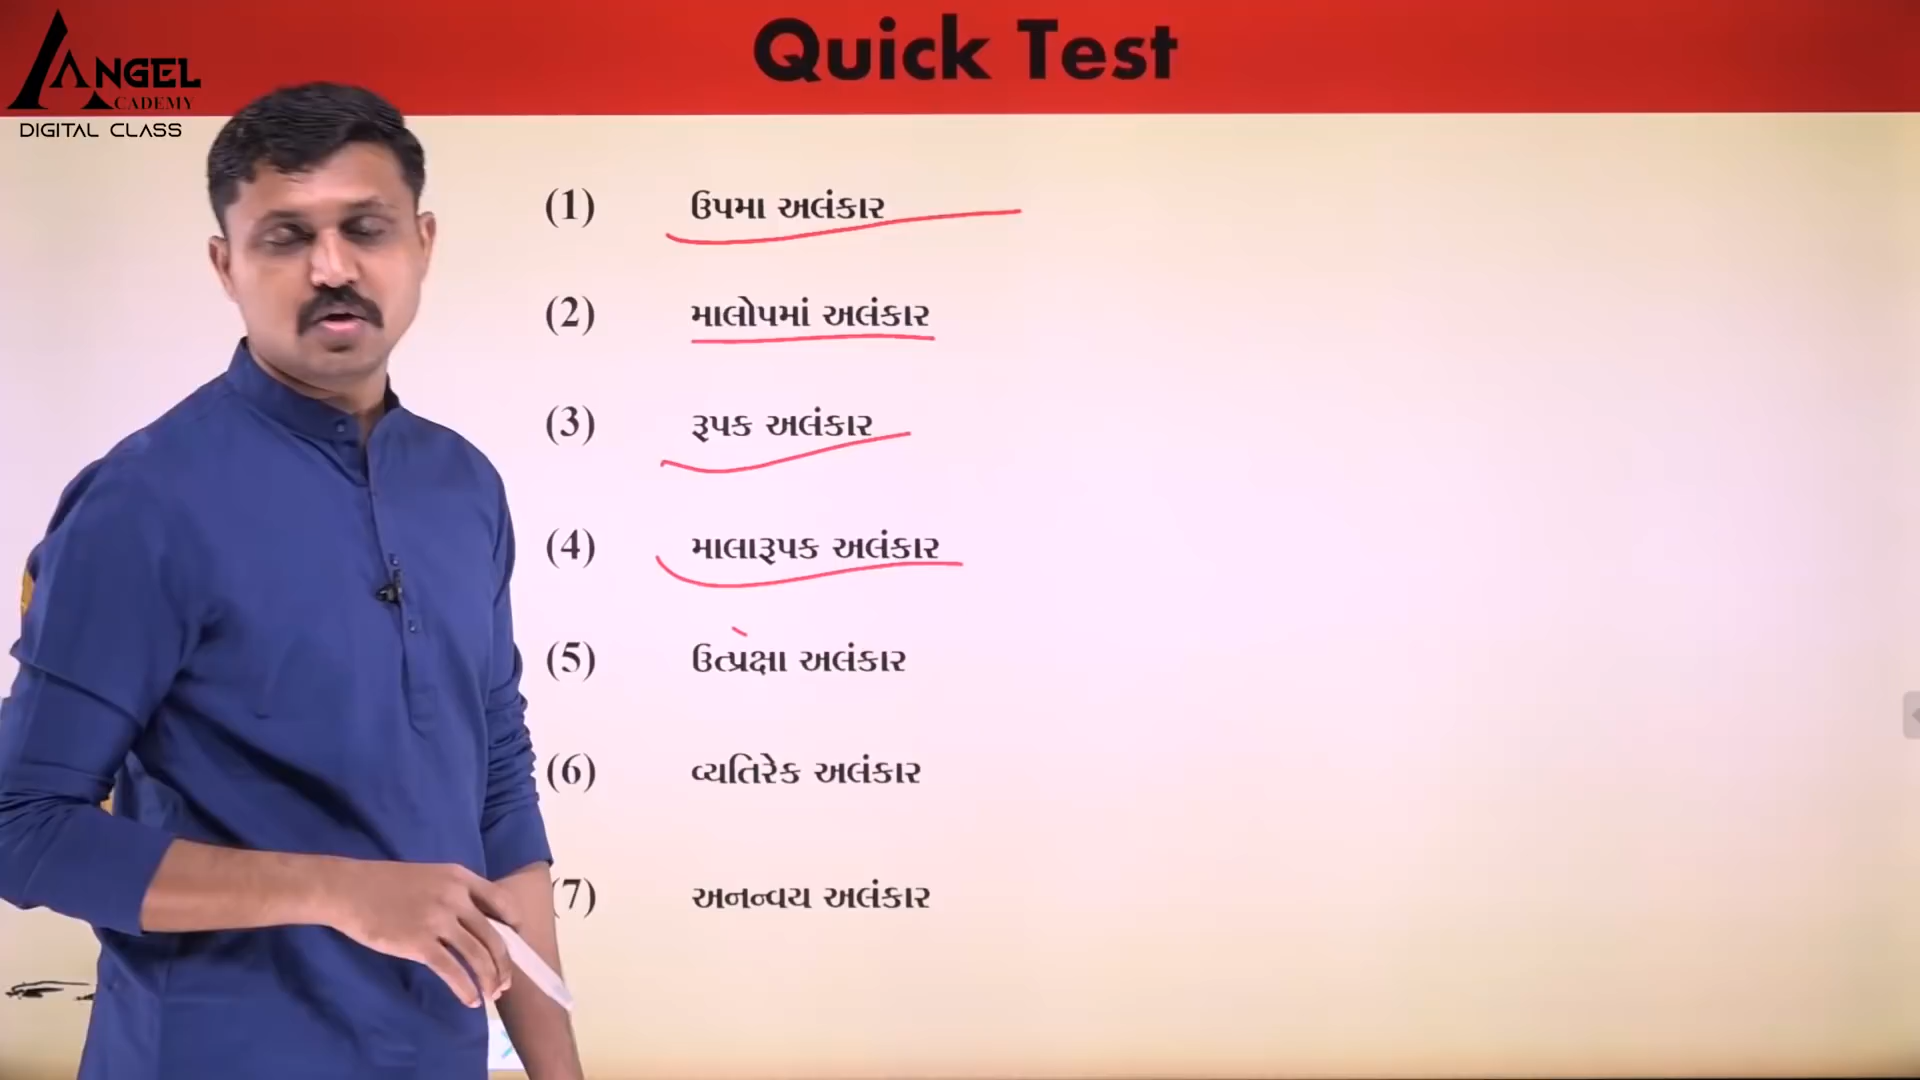 Quick Test
ANGEL
ACADEMY
DIGITAL CLASS
(1) ઉપમા અલંકાર
(2) માલોપમાં અલંકાર
(3) રૂપક અલંકાર
(4) માલારૂપક અલંકાર
(5) ઉત્પ્રેક્ષા અલંકાર
(6) વ્યતિરેક અલંકાર
(7) અનન્વય અલંકાર